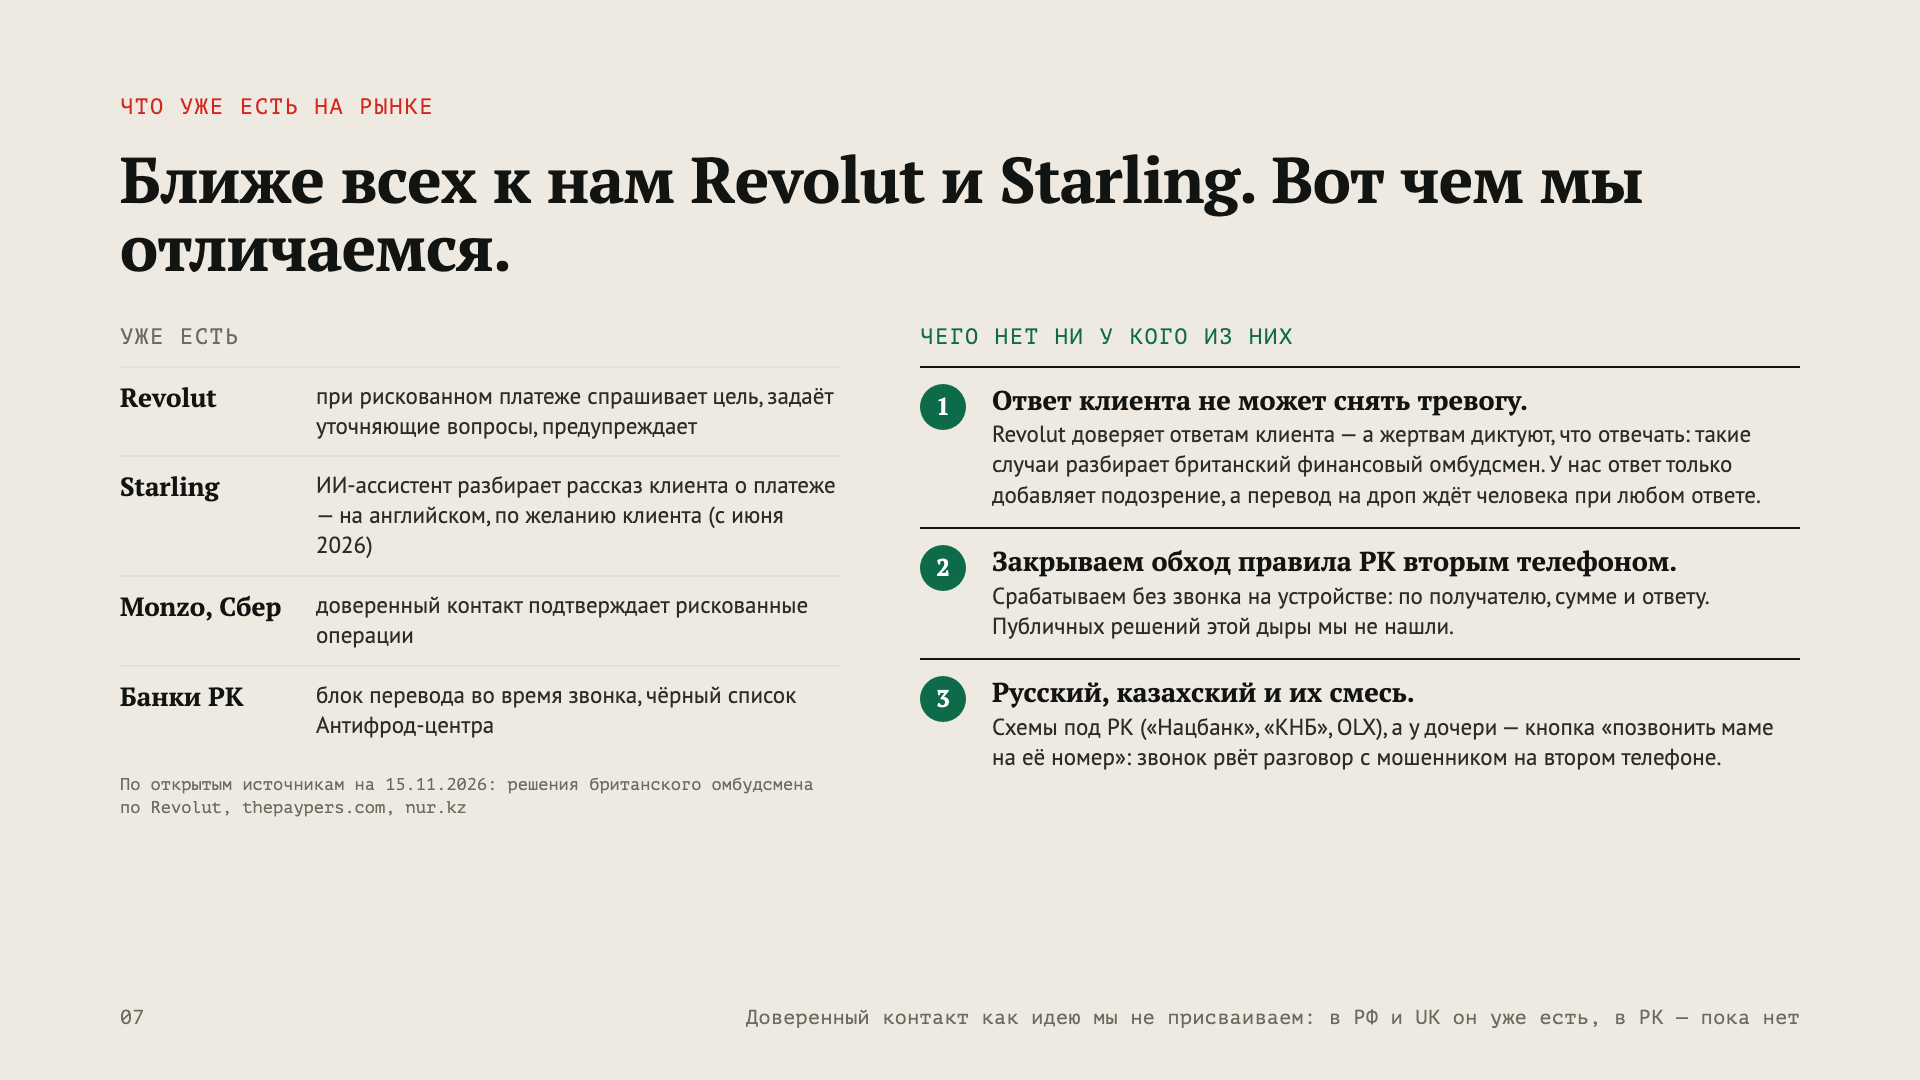 ЧТО УЖЕ ЕСТЬ НА РЫНКЕ
Ближе всех к нам Revolut и Starling. Вот чем мы
отличаемся.
УЖЕ ЕСТЬ
Revolut
при рискованном платеже спрашивает цель, задаёт
уточняющие вопросы, предупреждает
Starling
ИИ-ассистент разбирает рассказ клиента о платеже
— на английском, по желанию клиента (с июня
2026)
Monzo, Сбер
доверенный контакт подтверждает рискованные
операции
Банки РК
блок перевода во время звонка, чёрный список
Антифрод-центра
По открытым источникам на 15.11.2026: решения британского омбудсмена
по Revolut, thepaypers.com, nur.kz
ЧЕГО НЕТ НИ У КОГО ИЗ НИХ
1
Ответ клиента не может снять тревогу.
Revolut доверяет ответам клиента — а жертвам диктуют, что отвечать: такие
случаи разбирает британский финансовый омбудсмен. У нас ответ только
добавляет подозрение, а перевод на дроп ждёт человека при любом ответе.
2
Закрываем обход правила РК вторым телефоном.
Срабатываем без звонка на устройстве: по получателю, сумме и ответу.
Публичных решений этой дыры мы не нашли.
3
Русский, казахский и их смесь.
Схемы под РК («Нацбанк», «КНБ», OLX), а у дочери — кнопка «позвонить маме
на её номер»: звонок рвёт разговор с мошенником на втором телефоне.
07
Доверенный контакт как идею мы не присваиваем: в РФ и UK он уже есть, в РК — пока нет